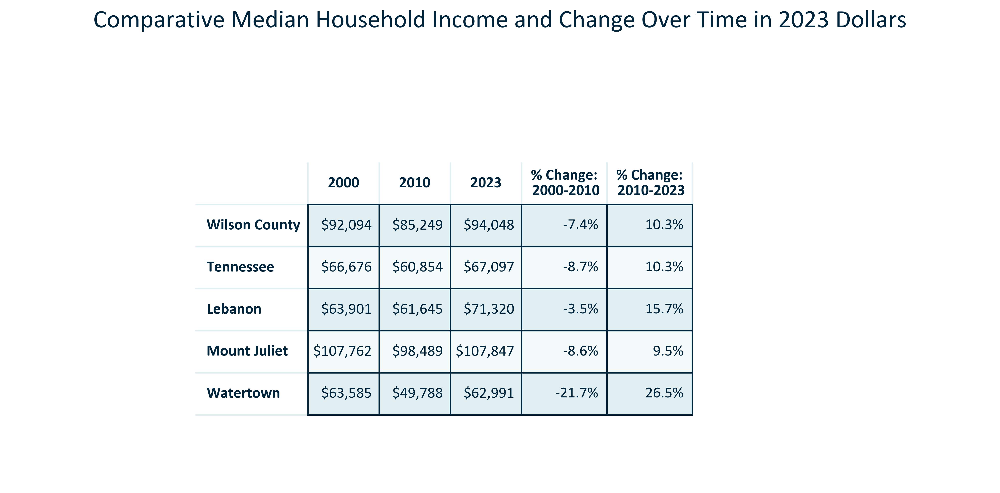 Comparative Median Household Income and Change Over Time in 2023 Dollars
2000 2010 2023 % Change: 2000-2010 % Change: 2010-2023
Wilson County $92,094 $85,249 $94,048 -7.4% 10.3%
Tennessee $66,676 $60,854 $67,097 -8.7% 10.3%
Lebanon $63,901 $61,645 $71,320 -3.5% 15.7%
Mount Juliet $107,762 $98,489 $107,847 -8.6% 9.5%
Watertown $63,585 $49,788 $62,991 -21.7% 26.5%